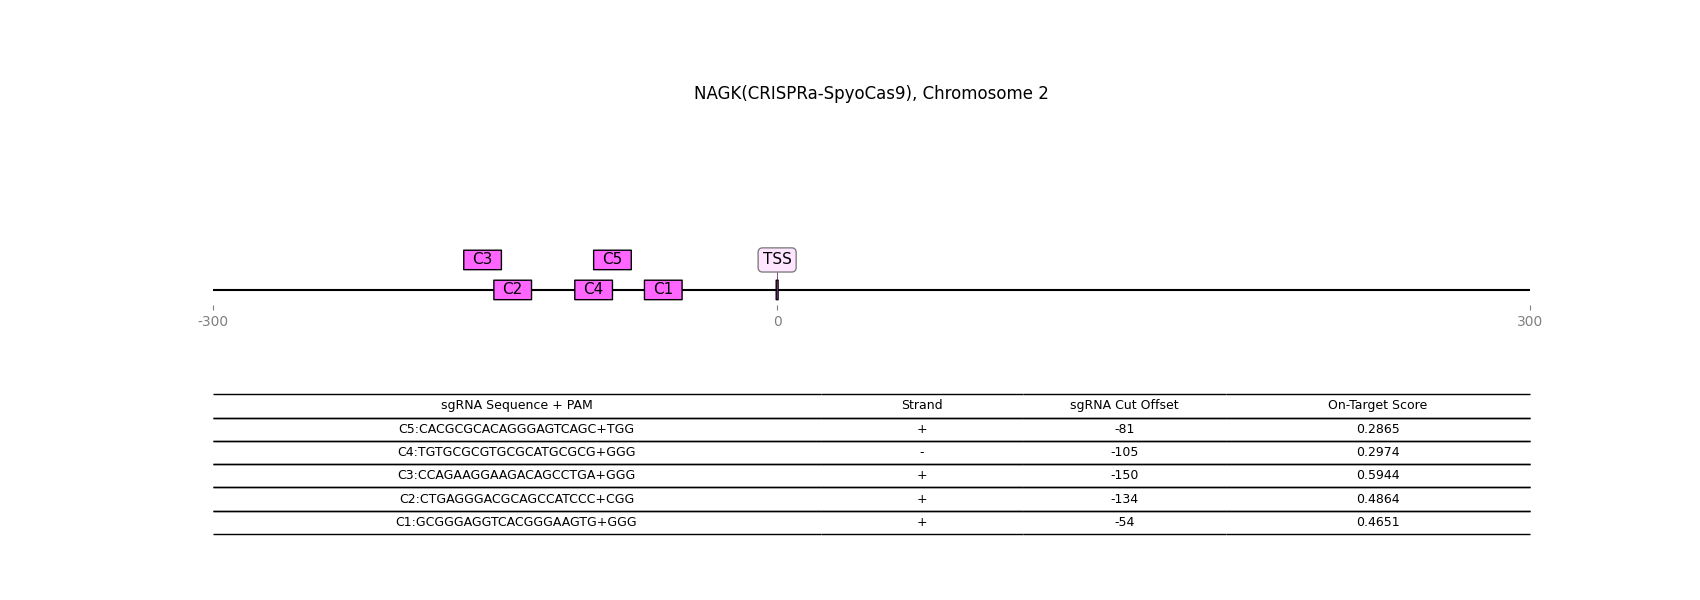 NAGK(CRISPRa-SpyoCas9), Chromosome 2
C3 C5 TSS
C2 C4 C1
-300 0 300
sgRNA Sequence + PAM Strand sgRNA Cut Offset On-Target Score
C5:CACGCGCACAGGGAGTCAGC+TGG + -81 0.2865
C4:TGTGCGCGTGCGCATGCGCG+GGG - -105 0.2974
C3:CCAGAAGGAAGACAGCCTGA+GGG + -150 0.5944
C2:CTGAGGGACGCAGCCATCCC+CGG + -134 0.4864
C1:GCGGGAGGTCACGGGAAGTG+GGG + -54 0.4651